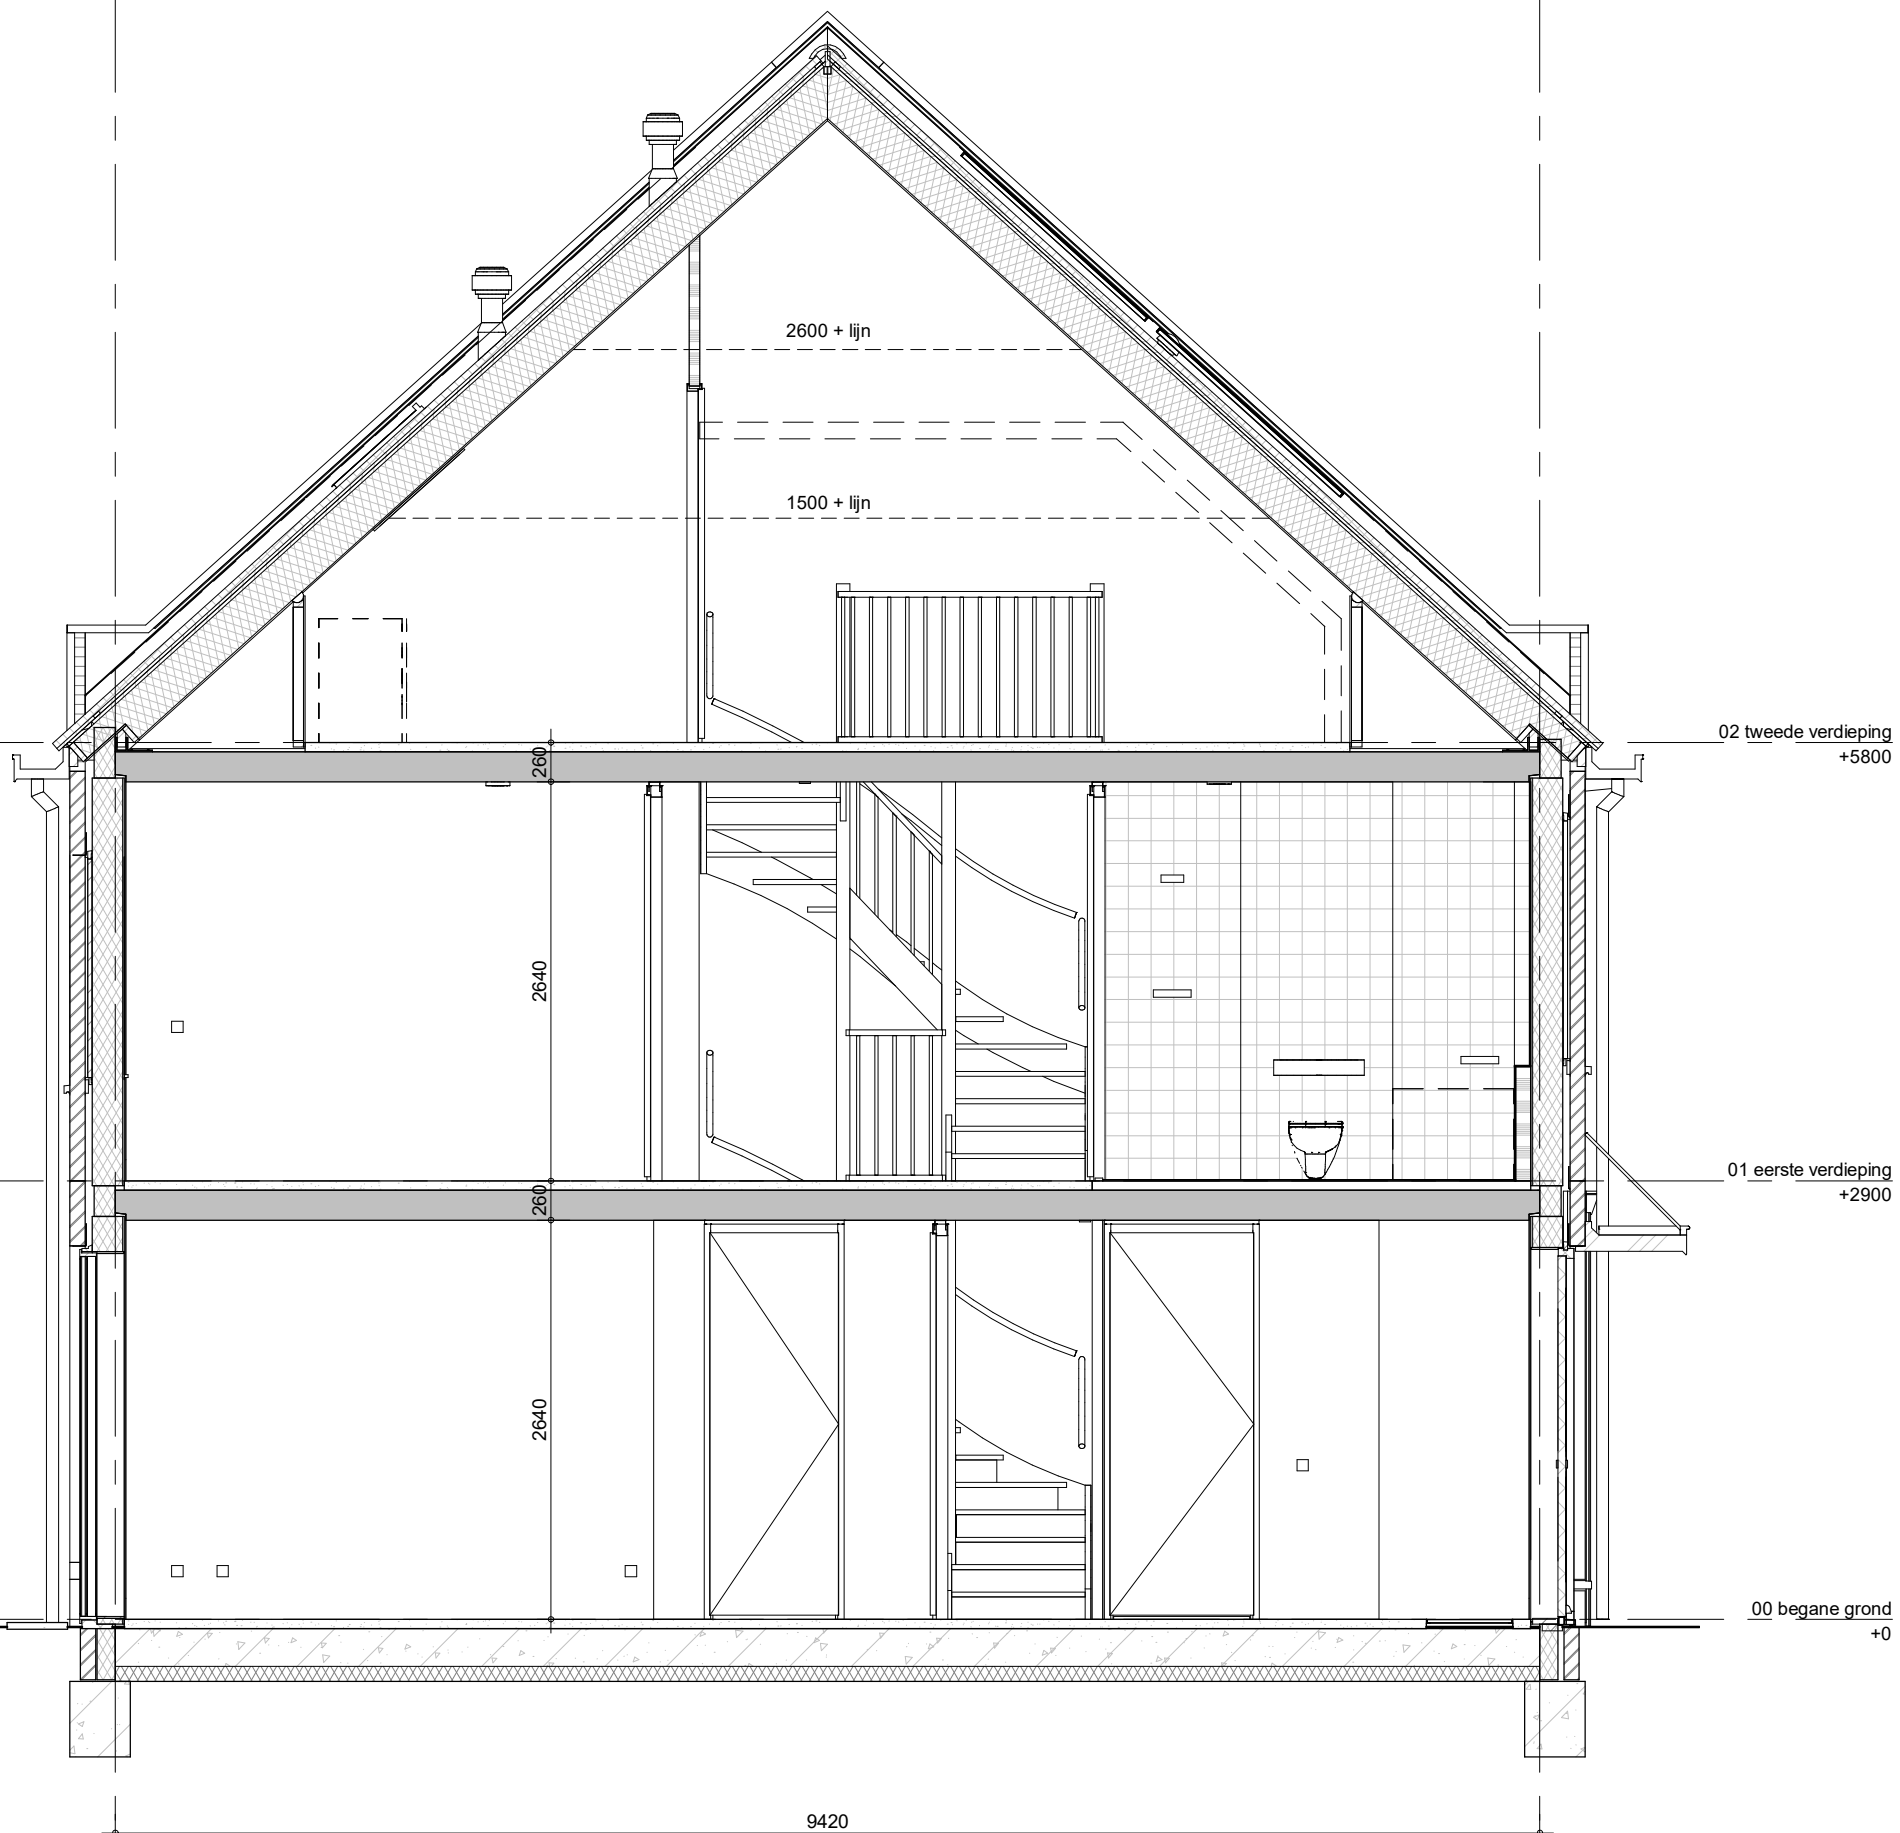 2600 + lijn
1500 + lijn
02 tweede verdieping
+5800
260
2640
01 eerste verdieping
+2900
260
2640
00 begane grond
+0
9420